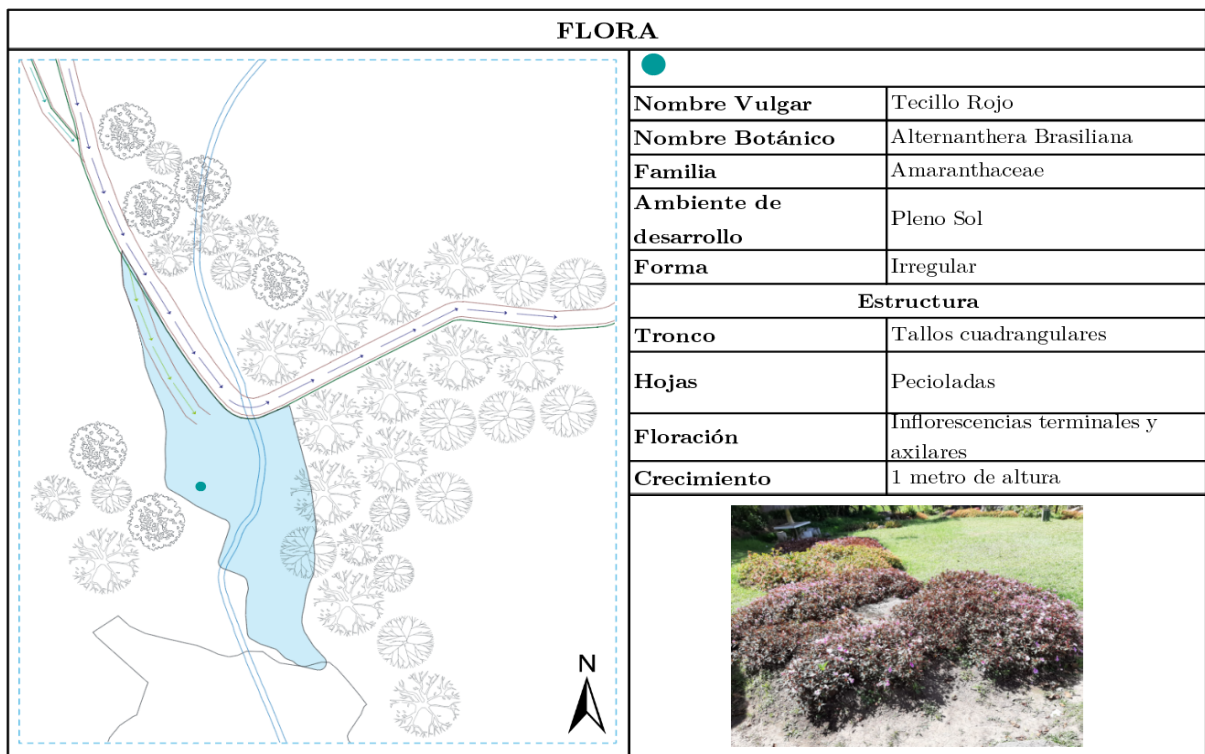 FLORA
Nombre Vulgar Tecillo Rojo
Nombre Botánico Alternanthera Brasiliana
Familia Amaranthaceae
Ambiente de
desarrollo
Pleno Sol
Forma Irregular
Estructura
Tronco Tallos cuadrangulares
Hojas Pecioladas
Floración Inflorescencias terminales y
axilares
Crecimiento 1 metro de altura
N